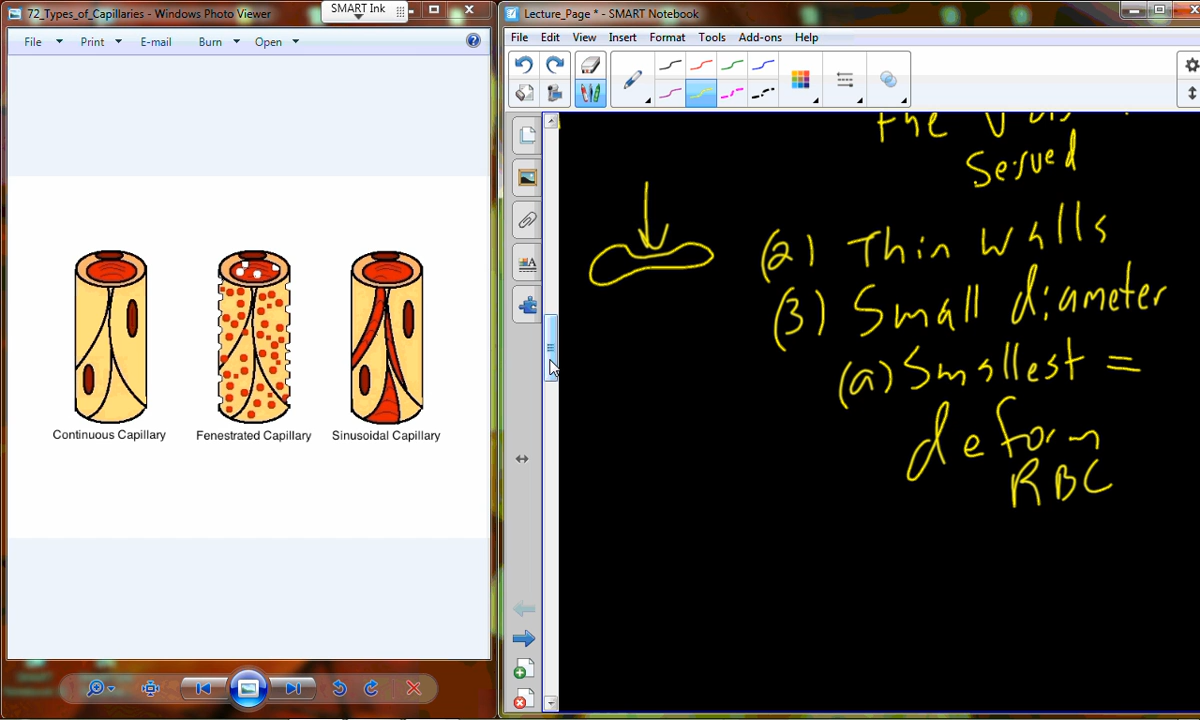 72_Types_of_Capillaries - Windows Photo Viewer
SMART Ink
File Print E-mail Burn Open
Continuous Capillary Fenestrated Capillary Sinusoidal Capillary
Lecture_Page * - SMART Notebook
File Edit View Insert Format Tools Add-ons Help
the
served
(2) Thin walls
(3) Small diameter
(a) Smallest =
deform
RBC